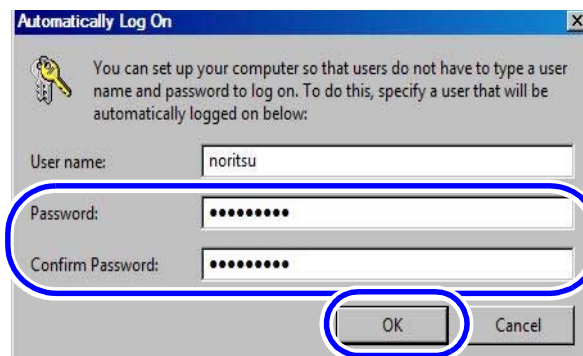 Automatically Log On
You can set up your computer so that users do not have to type a user
name and password to log on. To do this, specify a user that will be
automatically logged on below:
User name: noritsu
Password: ●●●●●●●●●
Confirm Password: ●●●●●●●●●
OK Cancel